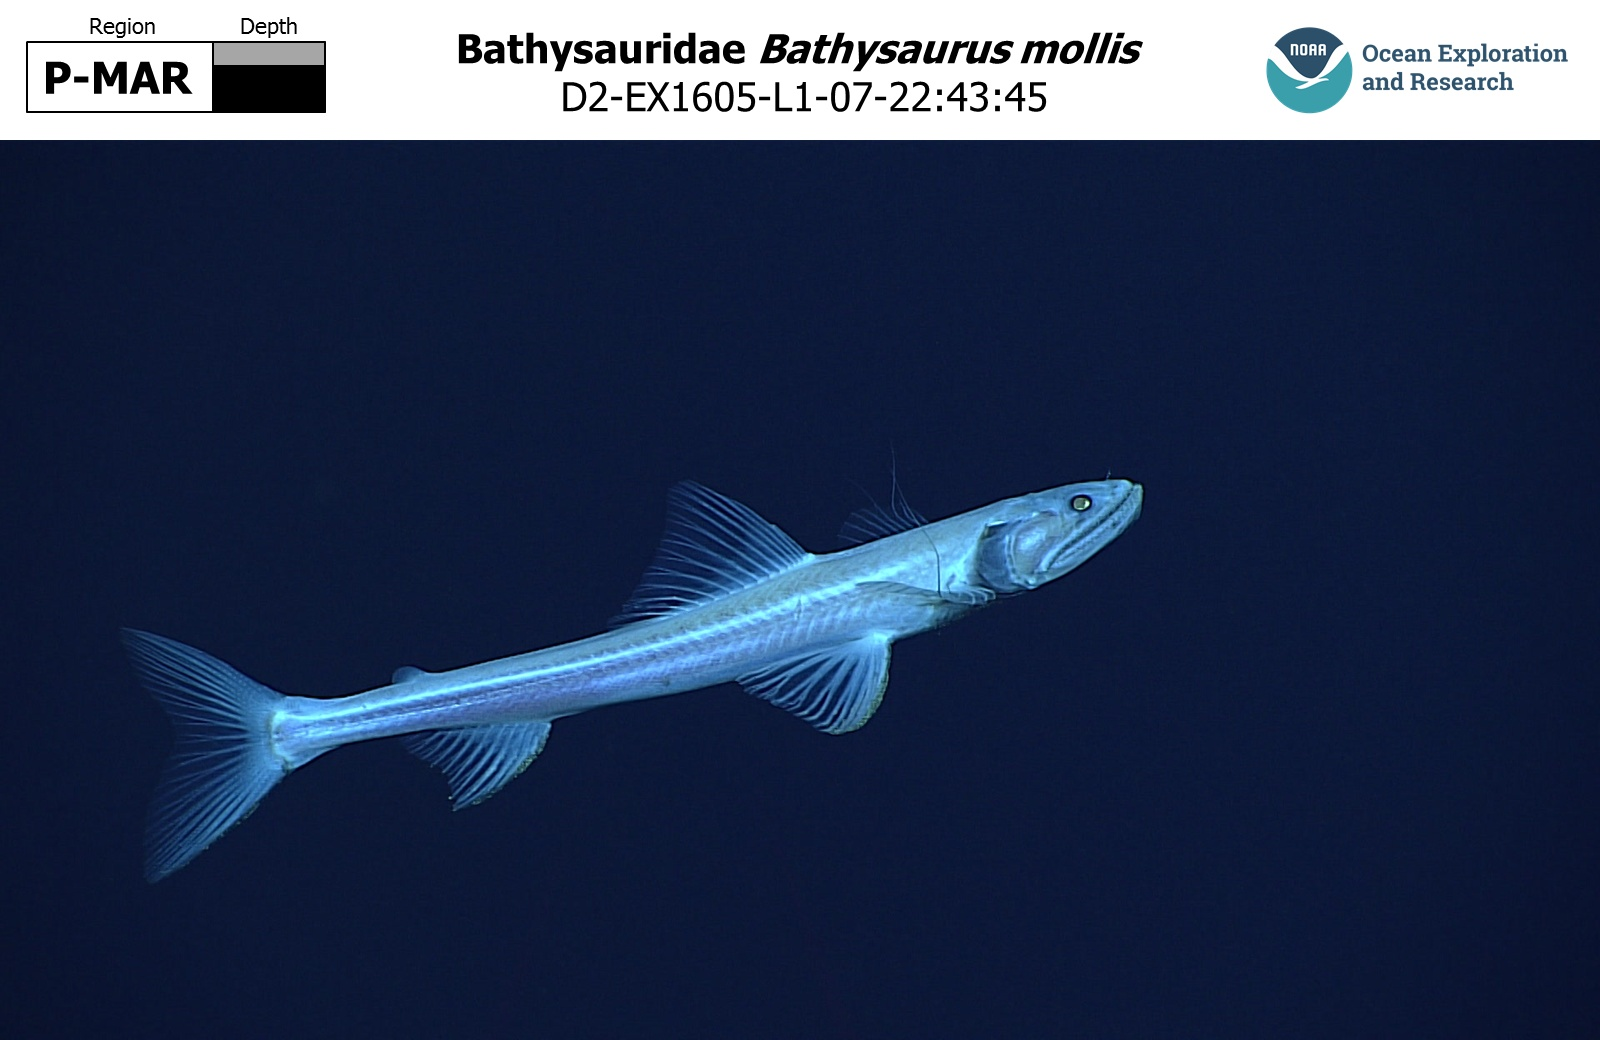 Region
Depth
P-MAR
Bathysauridae Bathysaurus mollis
D2-EX1605-L1-07-22:43:45
NOAA
Ocean Exploration
and Research